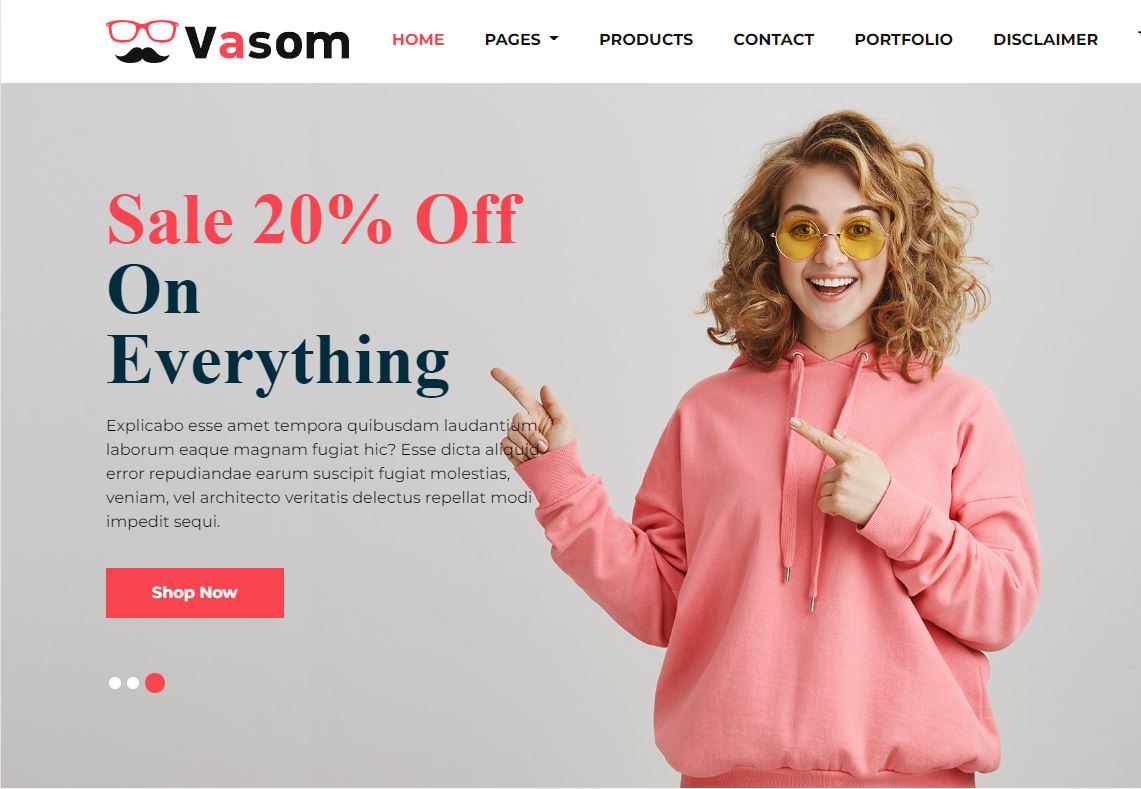 Vasom
HOME PAGES PRODUCTS CONTACT PORTFOLIO DISCLAIMER
Sale 20% Off
On
Everything
Explicabo esse amet tempora quibusdam laudantium,
laborum eaque magnam fugiat hic? Esse dicta aliquid
error repudiandae earum suscipit fugiat molestias,
veniam, vel architecto veritatis delectus repellat modi
impedit sequi.
Shop Now